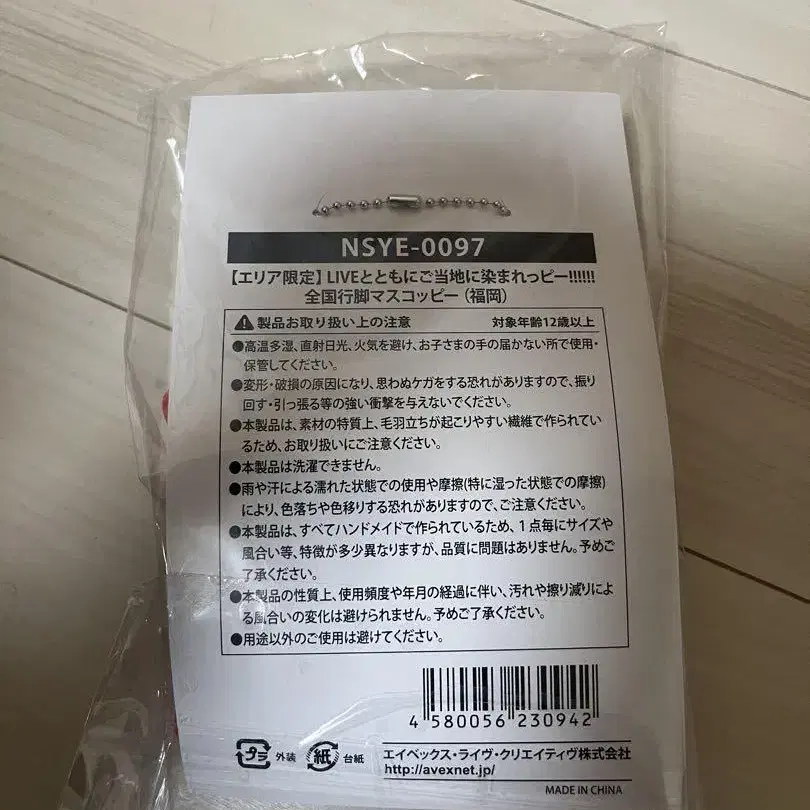 NSYE-0097
【エリア限定】LIVEとともにご当地に染まれっピー!!!!!!
全国行脚マスコッピー(福岡)
製品お取り扱い上の注意 対象年齢12歳以上
●高温多湿、直射日光、火気を避け、お子さまの手の届かない所で使用・
保管してください。
●変形・破損の原因になり、思わぬケガをする恐れがありますので、振り
回す・引っ張る等の強い衝撃を与えないでください。
●本製品は、素材の特質上、毛羽立ちが起こりやすい繊維で作られてい
るため、お取り扱いにご注意ください。
●本製品は洗濯できません。
●雨や汗による濡れた状態での使用や摩擦(特に湿った状態での摩擦)
により、色落ちや色移りする恐れがありますので、ご注意ください。
●本製品は、すべてハンドメイドで作られているため、1点毎にサイズや
風合い等、特徴が多少異なりますが、品質に問題はありません。予めご
了承ください。
●本製品の性質上、使用頻度や年月の経過に伴い、汚れや擦り減りによ
る風合いの変化は避けられません。予めご了承ください。
●用途以外のご使用は避けてください。
4 580056 230942
プラ 外装 紙 台紙
エイベックス・ライヴ・クリエイティヴ株式会社
http://avexnet.jp/
MADE IN CHINA